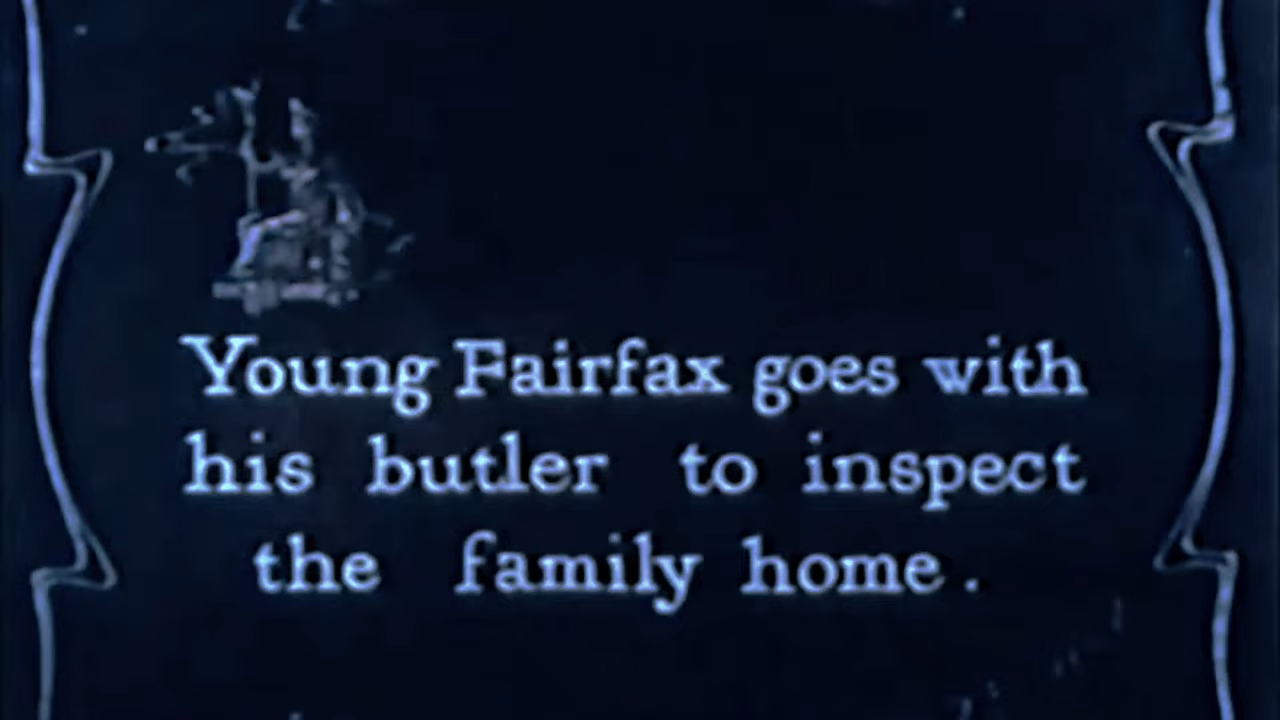 Young Fairfax goes with
his butler to inspect
the family home.